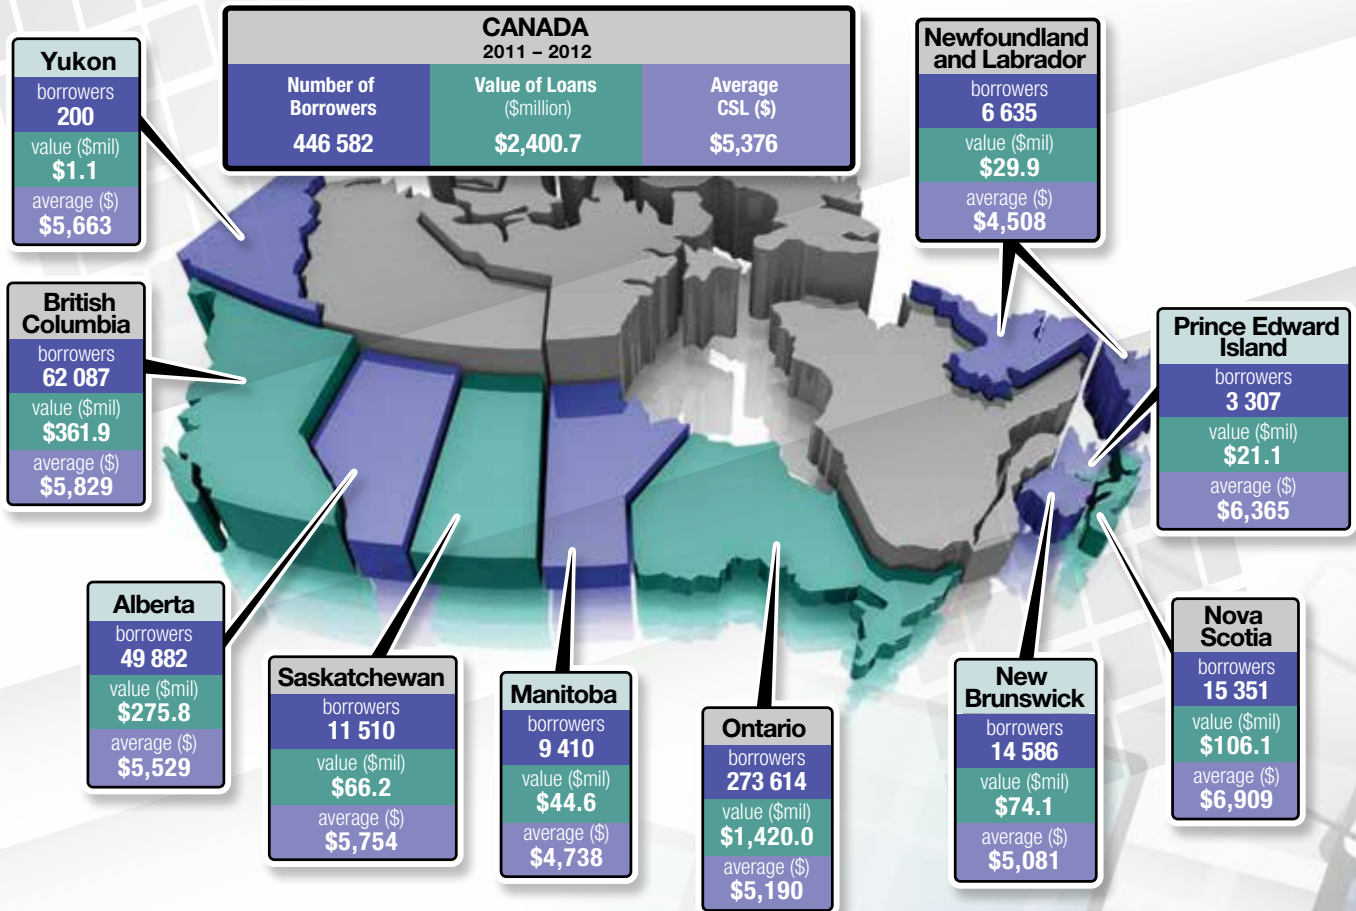 CANADA
2011 – 2012
Number of
Borrowers
446 582
Value of Loans
($million)
$2,400.7
Average
CSL ($)
$5,376
Yukon
borrowers
200
value ($mil)
$1.1
average ($)
$5,663
British
Columbia
borrowers
62 087
value ($mil)
$361.9
average ($)
$5,829
Alberta
borrowers
49 882
value ($mil)
$275.8
average ($)
$5,529
Saskatchewan
borrowers
11 510
value ($mil)
$66.2
average ($)
$5,754
Manitoba
borrowers
9 410
value ($mil)
$44.6
average ($)
$4,738
Ontario
borrowers
273 614
value ($mil)
$1,420.0
average ($)
$5,190
New
Brunswick
borrowers
14 586
value ($mil)
$74.1
average ($)
$5,081
Nova
Scotia
borrowers
15 351
value ($mil)
$106.1
average ($)
$6,909
Prince Edward
Island
borrowers
3 307
value ($mil)
$21.1
average ($)
$6,365
Newfoundland
and Labrador
borrowers
6 635
value ($mil)
$29.9
average ($)
$4,508